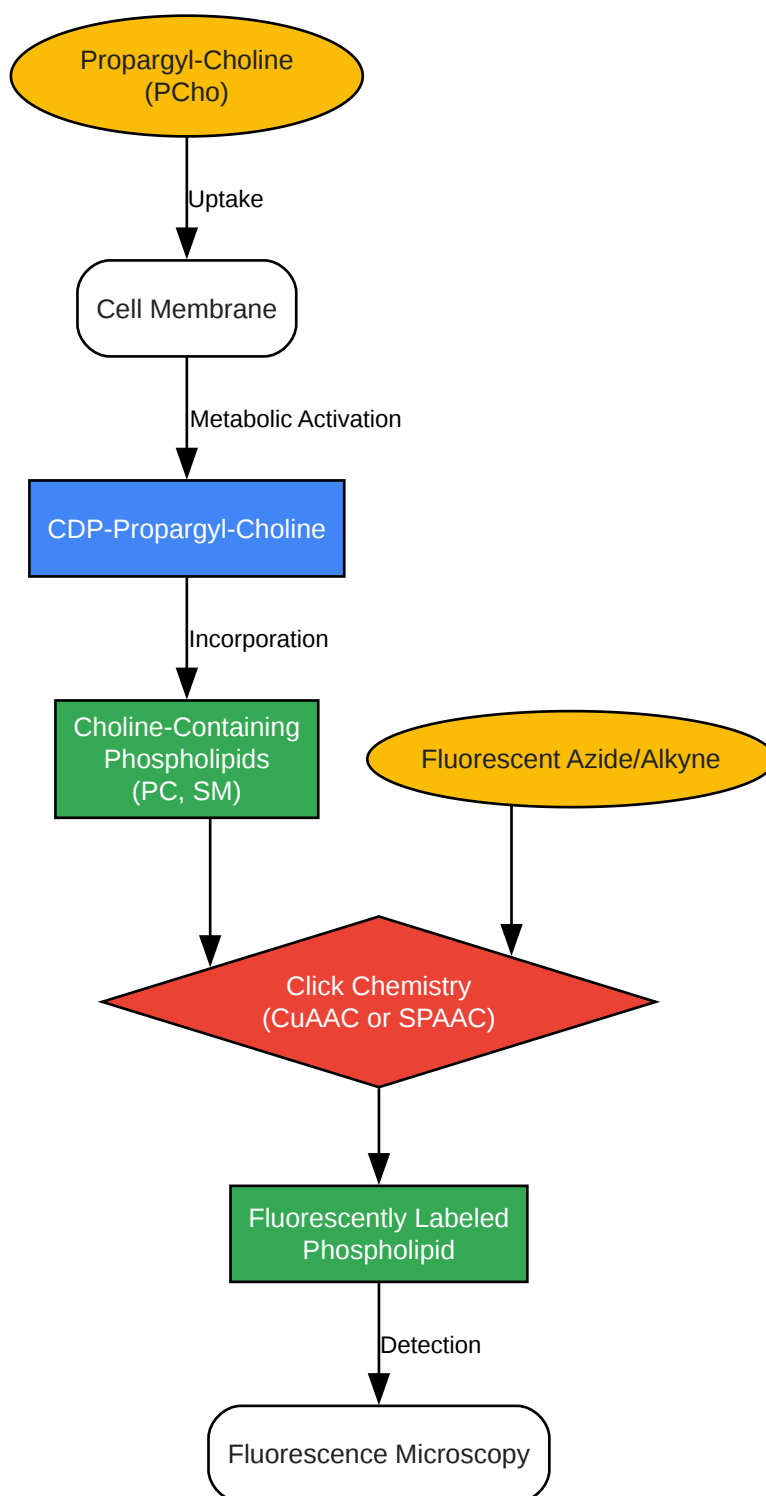 Propargyl-Choline
(PCho)
Uptake
Cell Membrane
Metabolic Activation
CDP-Propargyl-Choline
Incorporation
Choline-Containing
Phospholipids
(PC, SM)
Fluorescent Azide/Alkyne
Click Chemistry
(CuAAC or SPAAC)
Fluorescently Labeled
Phospholipid
Detection
Fluorescence Microscopy